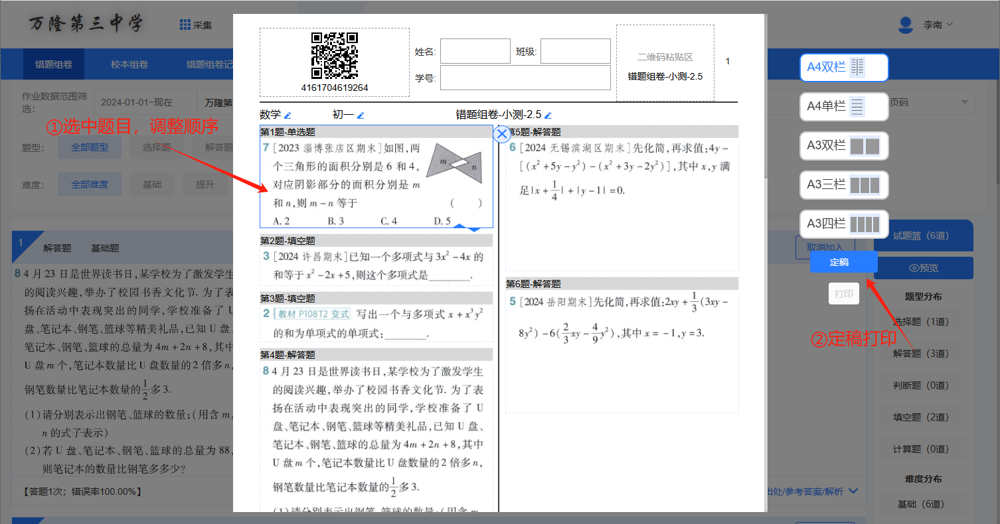 万隆第三中学
采集
李南
错题组卷
校本组卷
错题组卷记
作业数据范围筛选：
2024-01-01~现在
万隆第
页码
①选中题目，调整顺序
题型：
全部题型
选择题
解答题
难度：
全部难度
基础
提升
1
解答题
基础题
8 4 月 23 日是世界读书日,某学校为了激发学生
的阅读兴趣,举办了校园书香文化节. 为了表
扬在活动中表现突出的同学,学校准备了 U
盘、笔记本、钢笔、篮球等精美礼品,已知 U 盘、
笔记本、钢笔、篮球的总量为 4m+2n+8,其中
U 盘 m 个,笔记本数量比 U 盘数量的 2 倍多 n,
钢笔数量比笔记本数量的1/2多 3.
(1)请分别表示出钢笔、篮球的数量;(用含 m,
n 的式子表示)
(2)若 U 盘、笔记本、钢笔、篮球的总量为 88,
则笔记本的数量比钢笔多多少?
【答题1次；错误率100.00%】
4161704619264
姓名:
班级:
学号:
二维码粘贴区
错题组卷-小测-2.5
1
数学
初一
错题组卷-小测-2.5
第1题-单选题
7 [2023 淄博张店区期末]如图,两
个三角形的面积分别是 6 和 4,
对应阴影部分的面积分别是 m
和 n,则 m-n 等于 ( )
m
n
A. 2 B. 3 C. 4 D. 5
第2题-填空题
3 [2024 许昌期末]已知一个多项式与 3x²-4x 的
和等于 x²-2x+5,则这个多项式是________.
第3题-填空题
2 教材 P108T2 变式 写出一个与多项式 x+x³y²
的和为单项式的单项式:________.
第4题-解答题
8 4 月 23 日是世界读书日,某学校为了激发学生
的阅读兴趣,举办了校园书香文化节. 为了表
扬在活动中表现突出的同学,学校准备了 U
盘、笔记本、钢笔、篮球等精美礼品,已知 U 盘、
笔记本、钢笔、篮球的总量为 4m+2n+8,其中
U 盘 m 个,笔记本数量比 U 盘数量的 2 倍多 n,
钢笔数量比笔记本数量的1/2多 3.
(1)请分别表示出钢笔、篮球的数量;(用含 m,
第5题-解答题
6 [2024 无锡滨湖区期末]先化简,再求值:4y-
[(x²+5y-y²)-(x²+3y-2y²)],其中 x,y 满
足|x+1/4|+|y-1|=0.
第6题-解答题
5 [2024 岳阳期末]先化简,再求值:2xy+1/3(3xy-
8y²)-6(2/3xy-4/9y²),其中 x=-1,y=3.
A4双栏
A4单栏
A3双栏
A3三栏
A3四栏
取消加入
定稿
打印
②定稿打印
试题篮（6道）
预览
题型分布
选择题（1道）
解答题（3道）
判断题（0道）
填空题（2道）
计算题（0道）
难度分布
基础（6道）
出处/参考答案/解析